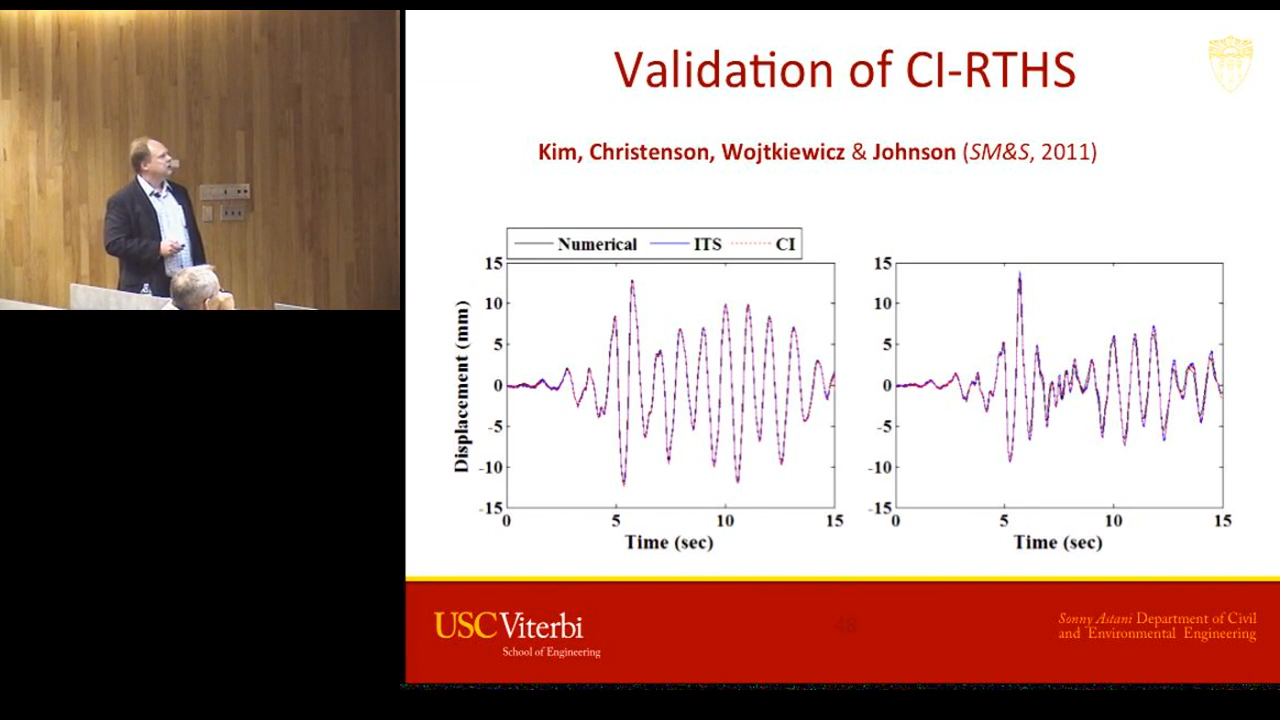 Validation of CI-RTHS
Kim, Christenson, Wojtkiewicz & Johnson (SM&S, 2011)
Numerical ITS CI
15
10
5
0
-5
-10
-15
Displacement (mm)
0 5 10 15
Time (sec)
15
10
5
0
-5
-10
-15
0 5 10 15
Time (sec)
USC Viterbi
School of Engineering
48
Sonny Astani Department of Civil
and Environmental Engineering